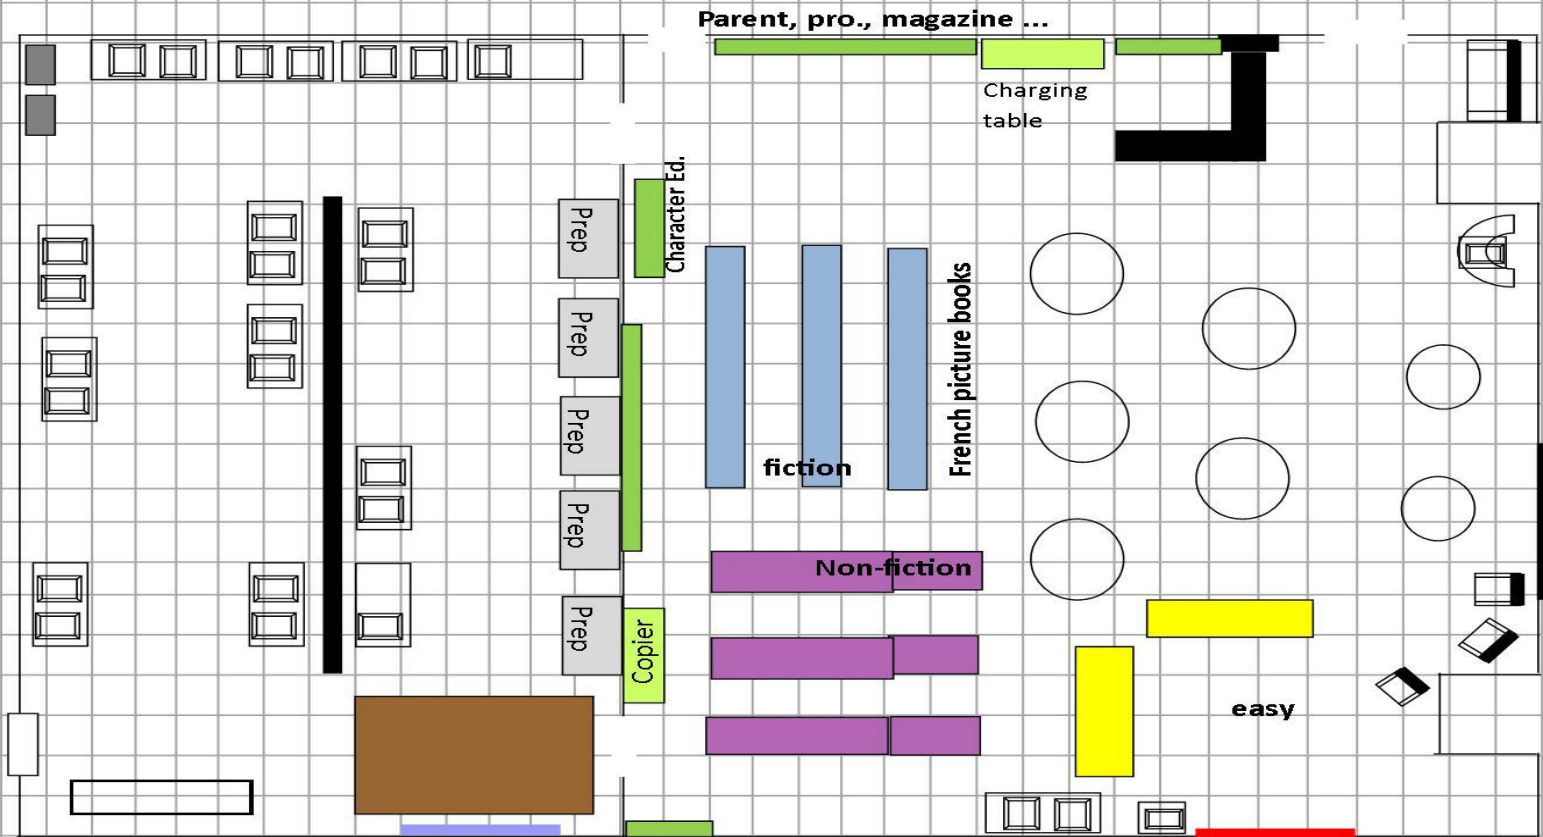 Parent, pro., magazine ...
Charging
table
Character Ed.
Prep
Prep
Prep
Prep
Prep
French picture books
fiction
Non-fiction
Copier
easy